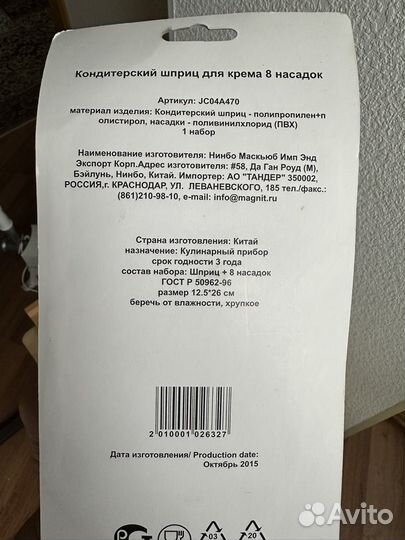 Кондитерский шприц для крема 8 насадок
Артикул: JC04A470
материал изделия: Кондитерский шприц - полипропилен+п
олистирол, насадки - поливинилхлорид (ПВХ)
1 набор
Наименование изготовителя: Нинбо Маскьюб Имп Энд
Экспорт Корп.Адрес изготовителя: #58, Да Ган Роуд (М),
Бэйлунь, Нинбо, Китай. Импортер: АО "ТАНДЕР" 350002,
РОССИЯ,г. КРАСНОДАР, УЛ. ЛЕВАНЕВСКОГО, 185 тел./факс.:
(861)210-98-10, e-mail: info@magnit.ru
Страна изготовления: Китай
назначение: Кулинарный прибор
срок годности 3 года
состав набора: Шприц + 8 насадок
ГОСТ Р 50962-96
размер 12.5*26 см
беречь от влажности, хрупкое
2 010001 026327
Дата изготовления/ Production date:
Октябрь 2015
03
20
Avito